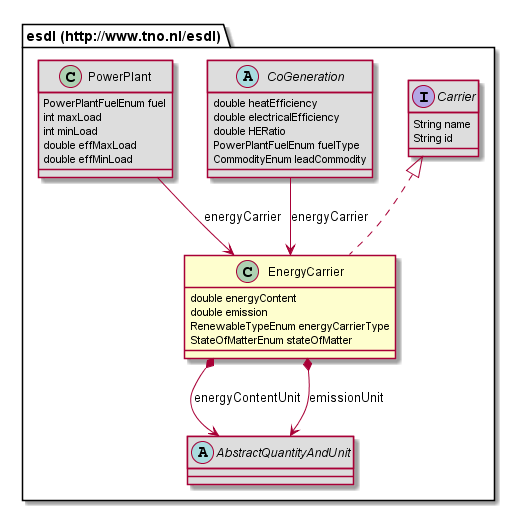 esdl (http://www.tno.nl/esdl)
C PowerPlant
PowerPlantFuelEnum fuel
int maxLoad
int minLoad
double effMaxLoad
double effMinLoad
A CoGeneration
double heatEfficiency
double electricalEfficiency
double HERatio
PowerPlantFuelEnum fuelType
CommodityEnum leadCommodity
I Carrier
String name
String id
energyCarrier
energyCarrier
C EnergyCarrier
double energyContent
double emission
RenewableTypeEnum energyCarrierType
StateOfMatterEnum stateOfMatter
energyContentUnit
emissionUnit
A AbstractQuantityAndUnit